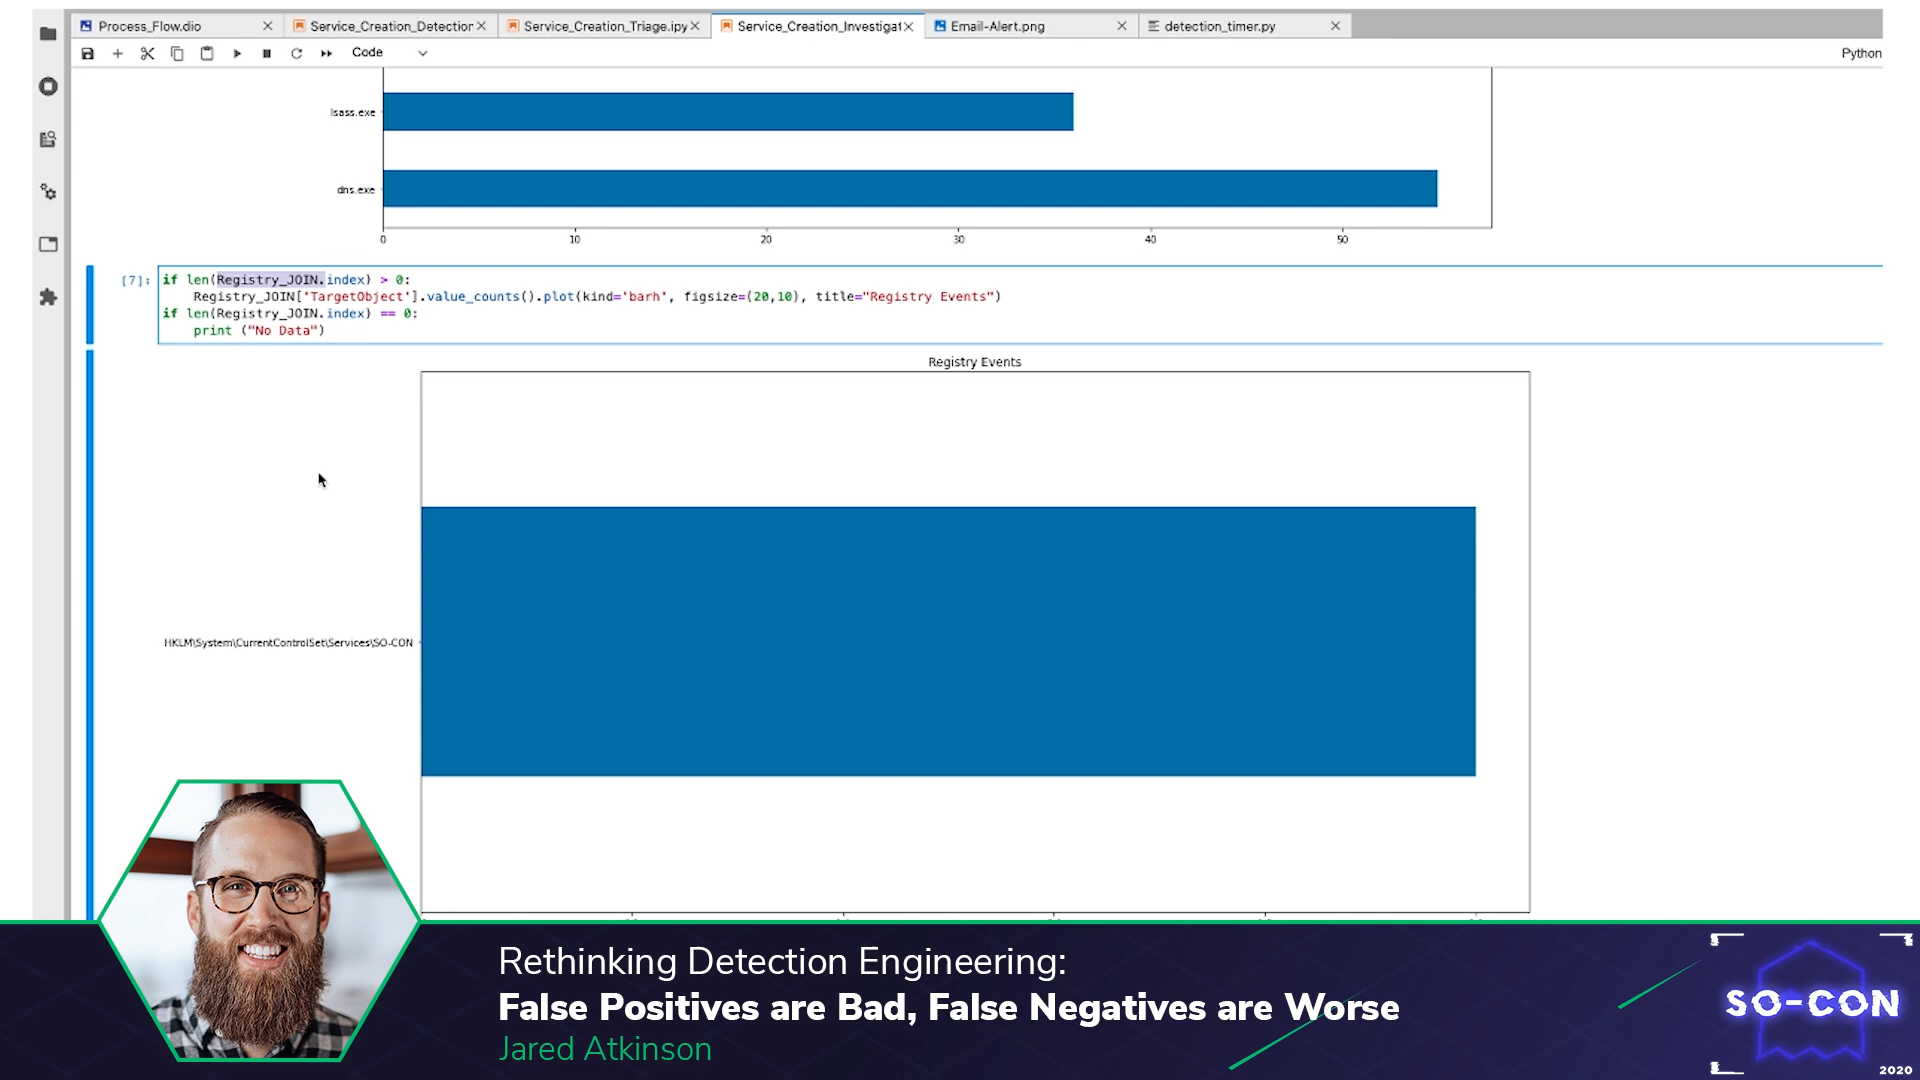 Process_Flow.dio
Service_Creation_Detection
Service_Creation_Triage.ipy
Service_Creation_Investigat
Email-Alert.png
detection_timer.py
Code
Python
lsass.exe
dns.exe
0 10 20 30 40 50
[7]: if len(Registry_JOIN.index) > 0:
Registry_JOIN['TargetObject'].value_counts().plot(kind='barh', figsize=(20,10), title="Registry Events")
if len(Registry_JOIN.index) == 0:
print ("No Data")
Registry Events
HKLM\System\CurrentControlSet\Services\SO-CON
Rethinking Detection Engineering:
False Positives are Bad, False Negatives are Worse
Jared Atkinson
SO-CON
2020